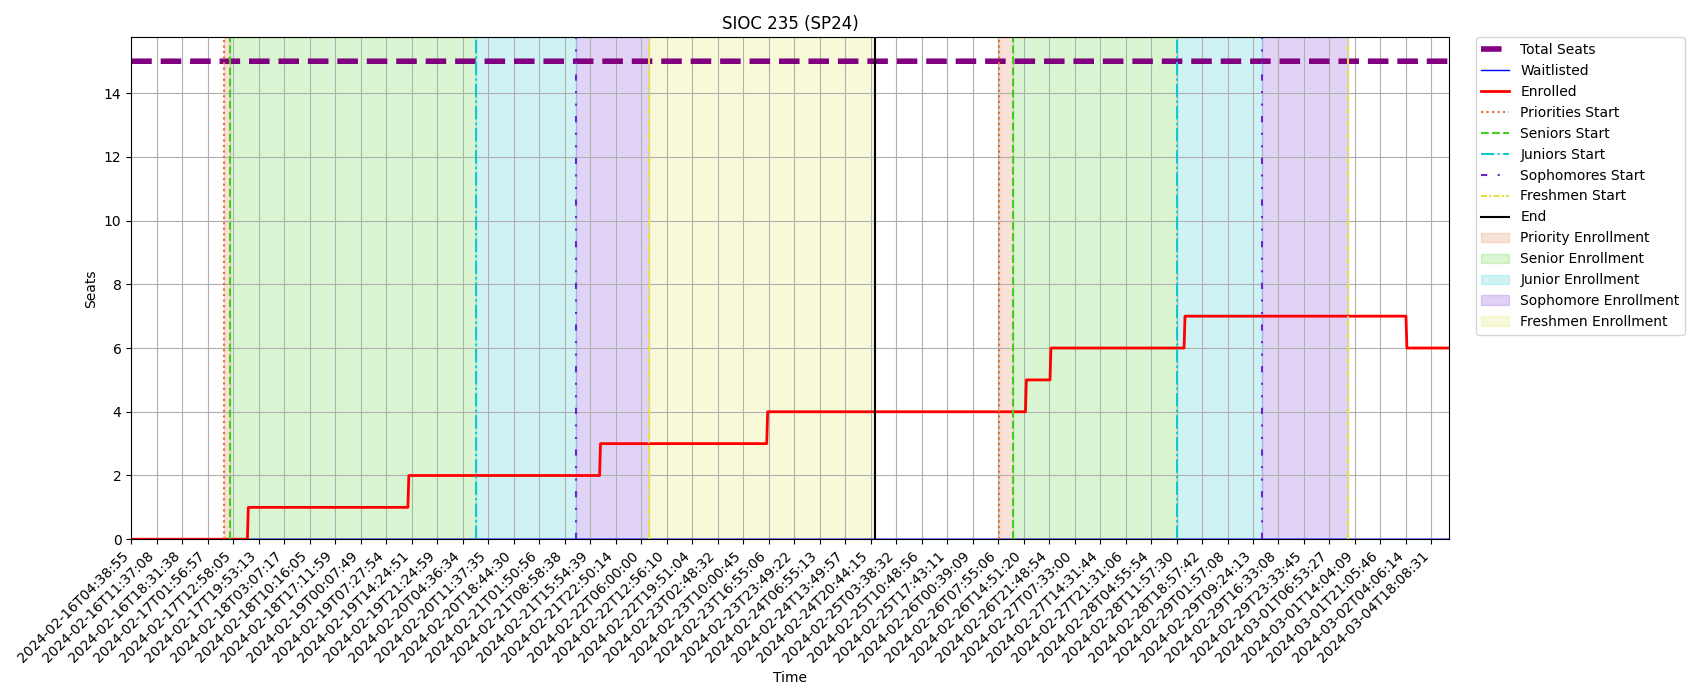 SIOC 235 (SP24)
Seats
14
12
10
8
6
4
2
0
2024-02-16T04:38:55
2024-02-16T11:37:08
2024-02-16T18:31:38
2024-02-17T01:56:57
2024-02-17T12:58:05
2024-02-17T19:53:13
2024-02-18T03:07:17
2024-02-18T10:16:05
2024-02-18T17:11:59
2024-02-19T00:07:49
2024-02-19T07:27:54
2024-02-19T14:24:51
2024-02-19T21:24:59
2024-02-20T04:36:34
2024-02-20T11:37:35
2024-02-20T18:44:30
2024-02-21T01:50:56
2024-02-21T08:58:38
2024-02-21T15:54:39
2024-02-21T22:50:14
2024-02-22T06:00:00
2024-02-22T12:56:10
2024-02-22T19:51:04
2024-02-23T02:48:32
2024-02-23T10:00:45
2024-02-23T16:55:06
2024-02-23T23:49:22
2024-02-24T06:55:13
2024-02-24T13:49:57
2024-02-24T20:44:15
2024-02-25T03:38:32
2024-02-25T10:48:56
2024-02-25T17:43:11
2024-02-26T00:39:09
2024-02-26T07:55:06
2024-02-26T14:51:20
2024-02-26T21:48:54
2024-02-27T07:33:00
2024-02-27T14:31:44
2024-02-27T21:31:06
2024-02-28T04:55:54
2024-02-28T11:57:30
2024-02-28T18:57:42
2024-02-29T01:57:08
2024-02-29T09:24:13
2024-02-29T16:33:08
2024-02-29T23:33:45
2024-03-01T06:53:27
2024-03-01T14:04:09
2024-03-01T21:05:46
2024-03-02T04:06:14
2024-03-04T18:08:31
Time
Total Seats
Waitlisted
Enrolled
Priorities Start
Seniors Start
Juniors Start
Sophomores Start
Freshmen Start
End
Priority Enrollment
Senior Enrollment
Junior Enrollment
Sophomore Enrollment
Freshmen Enrollment